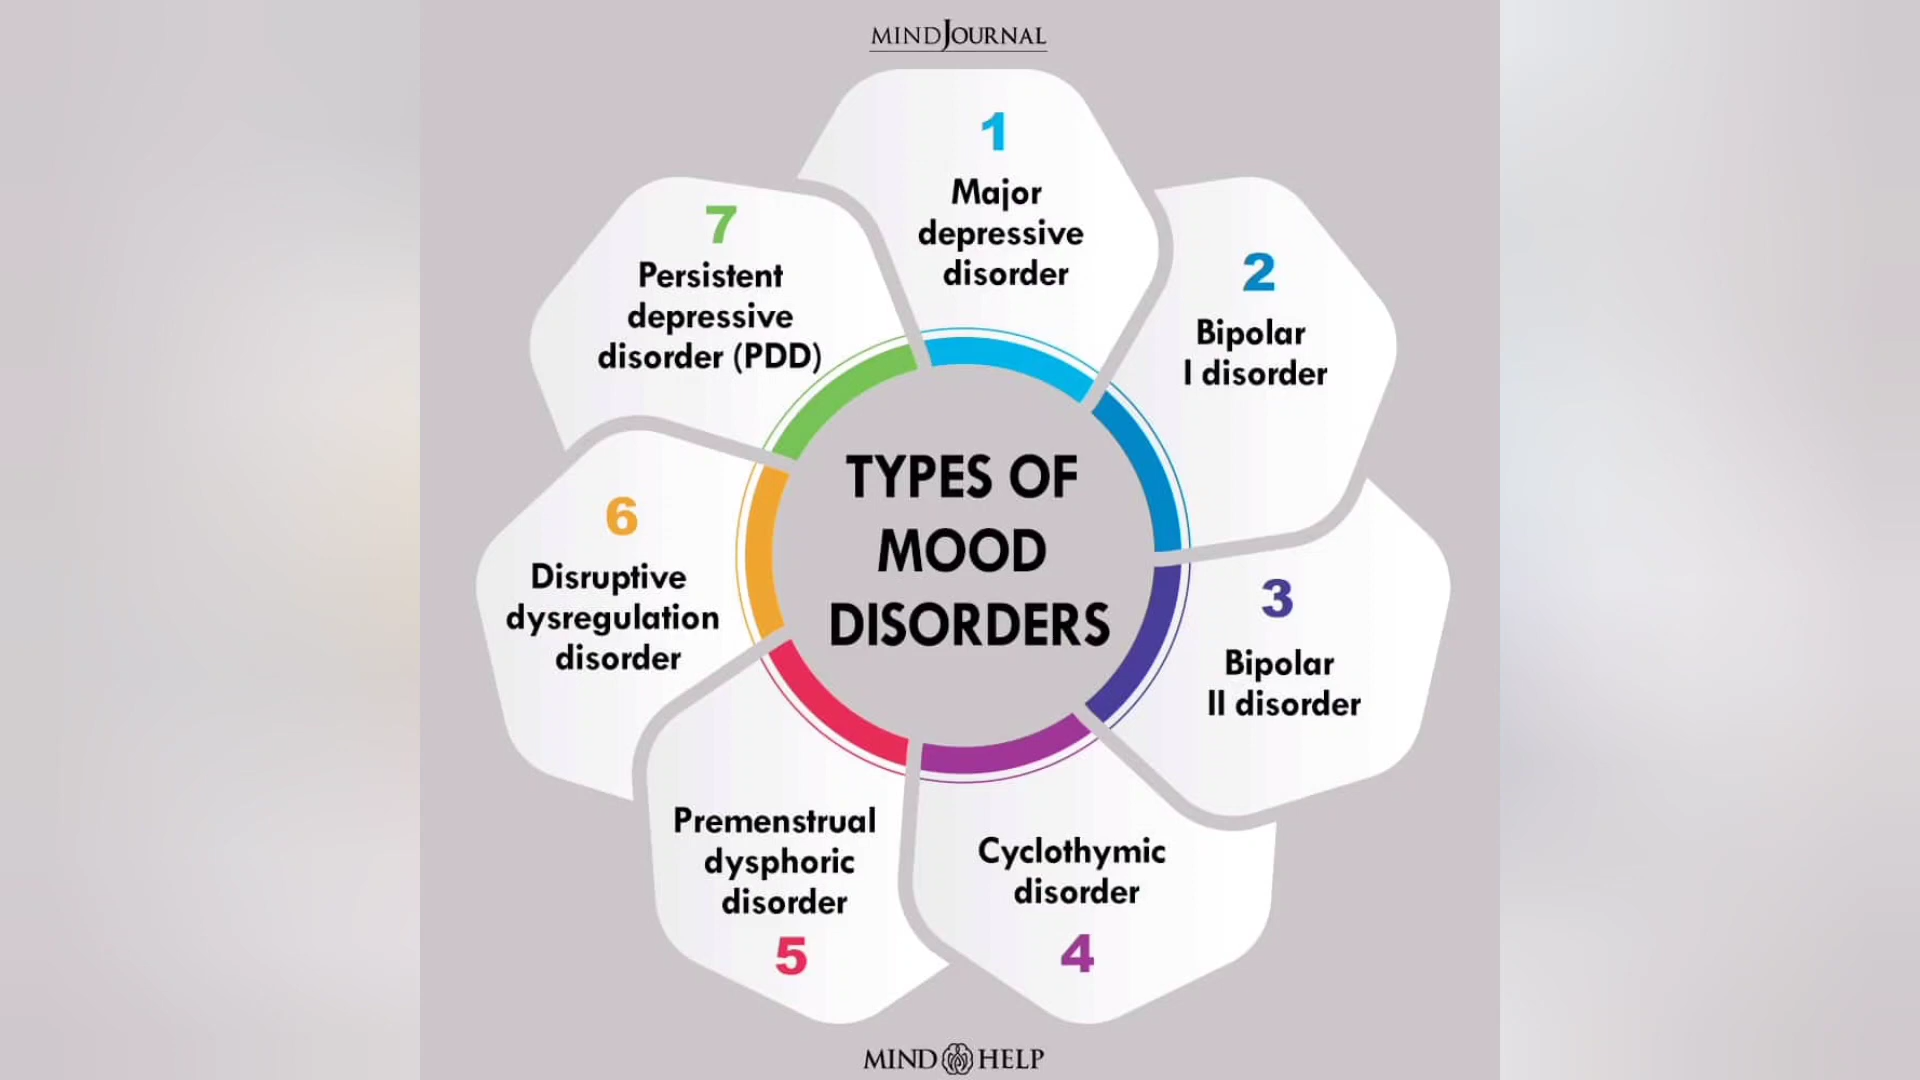 MINDJOURNAL
1
Major
depressive
disorder
2
Bipolar
I disorder
3
Bipolar
II disorder
4
Cyclothymic
disorder
5
Premenstrual
dysphoric
disorder
6
Disruptive
dysregulation
disorder
7
Persistent
depressive
disorder (PDD)
TYPES OF
MOOD
DISORDERS
MIND HELP